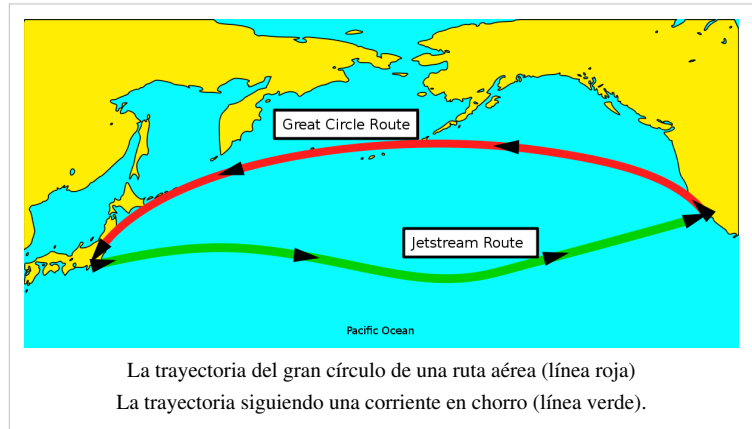 Great Circle Route
Jetstream Route
Pacific Ocean
La trayectoria del gran círculo de una ruta aérea (línea roja)
La trayectoria siguiendo una corriente en chorro (línea verde).